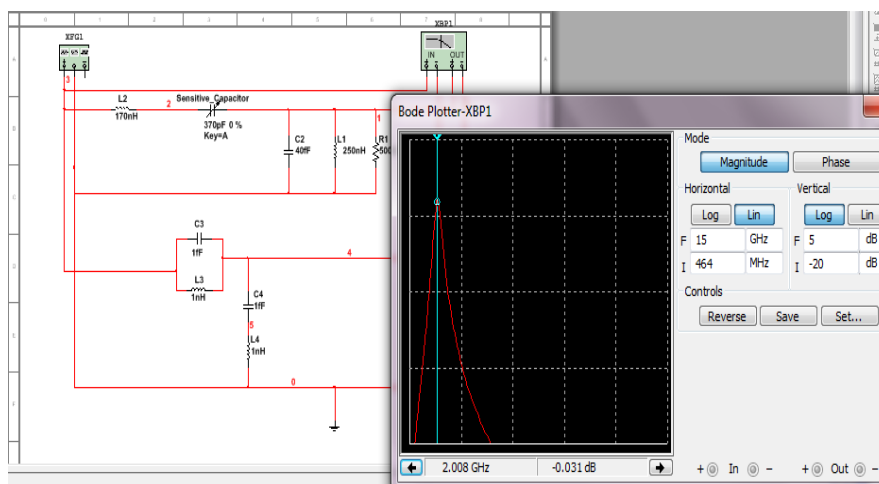 XFG1
XBP1
IN OUT
3
L2
170nH
2
Sensitive_Capacitor
370pF 0 %
Key=A
C2
40fF
L1
250nH
1
R1
500
C3
1fF
L3
1nH
4
C4
1fF
5
L4
1nH
0
Bode Plotter-XBP1
Mode
Magnitude Phase
Horizontal Vertical
Log Lin Log Lin
F 15 GHz F 5 dB
I 464 MHz I -20 dB
Controls
Reverse Save Set...
2.008 GHz -0.031 dB
+ In - + Out -